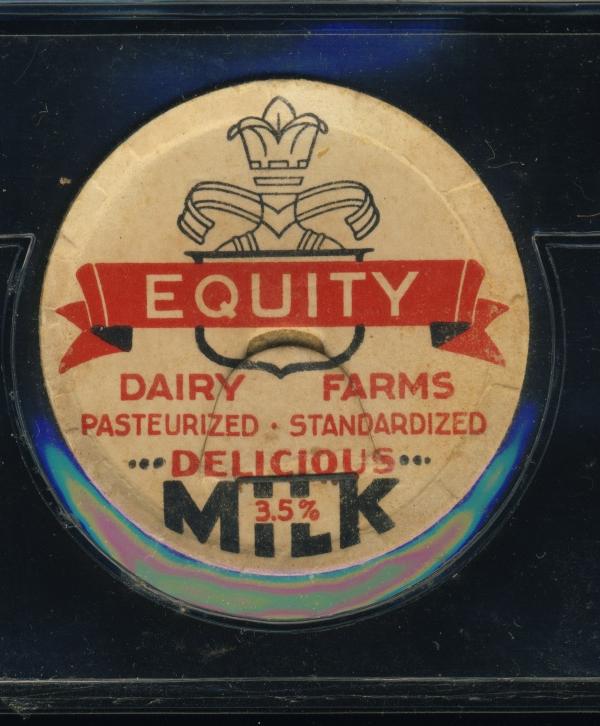 EQUITY
DAIRY FARMS
PASTEURIZED · STANDARDIZED
•••DELICIOUS•••
MILK
3.5%